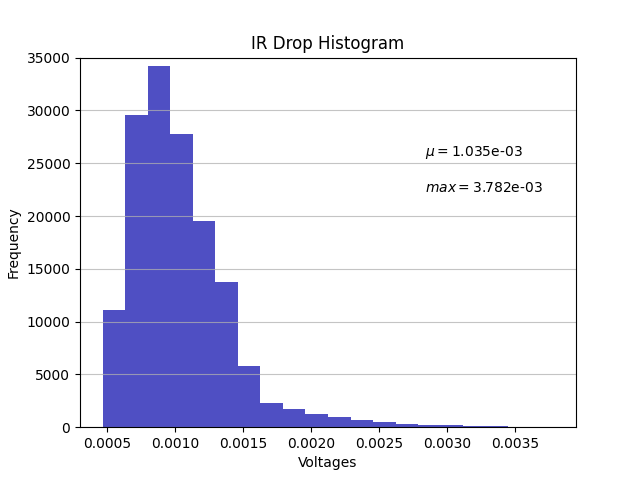 IR Drop Histogram
35000
30000
25000
20000
15000
10000
5000
0
Frequency
μ = 1.035e-03
max = 3.782e-03
0.0005 0.0010 0.0015 0.0020 0.0025 0.0030 0.0035
Voltages